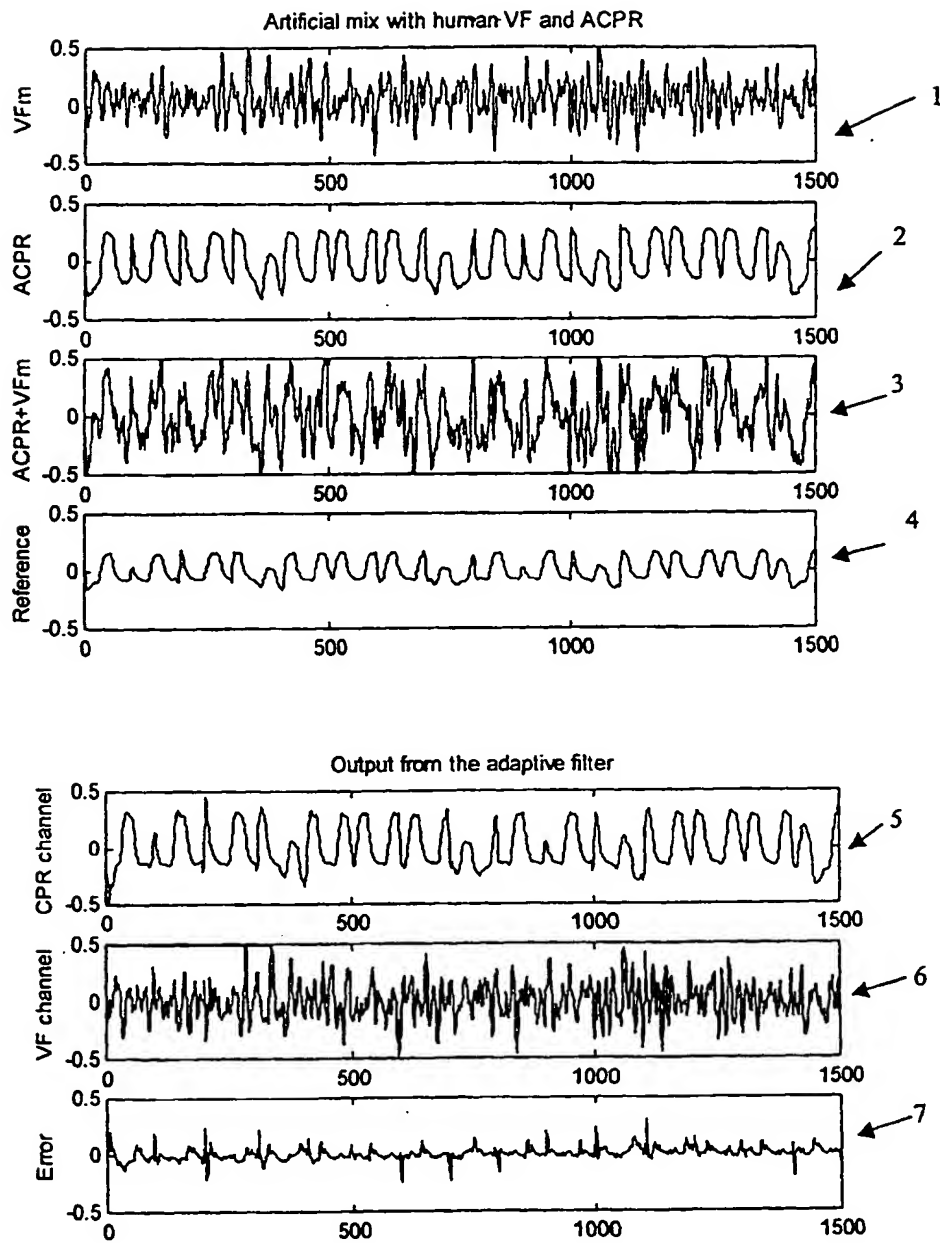 Artificial mix with human VF and ACPR
VFm
0.5
0
-0.5
0 500 1000 1500
1
ACPR
0.5
0
-0.5
0 500 1000 1500
2
ACPR+VFm
0.5
0
-0.5
0 500 1000 1500
3
Reference
0.5
0
-0.5
0 500 1000 1500
4
Output from the adaptive filter
CPR channel
0.5
0
-0.5
0 500 1000 1500
5
VF channel
0.5
0
-0.5
0 500 1000 1500
6
Error
0.5
0
-0.5
0 500 1000 1500
7